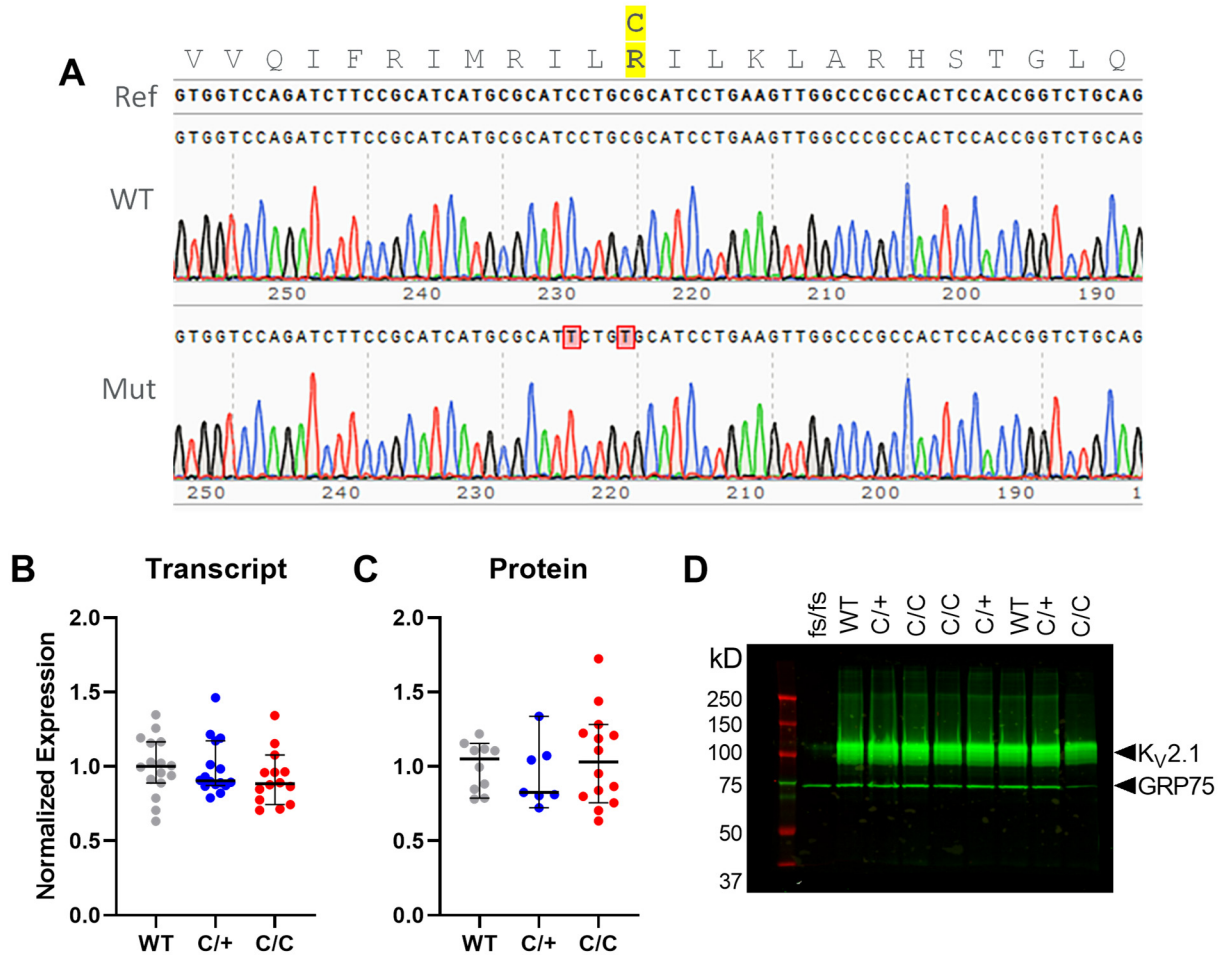 C
V V Q I F R I M R I L R I L K L A R H S T G L Q
A
Ref
GTGGTCCAGATCTTCCGCATCATGCGCATCCTGCGCATCCTGAAGTTGGCCCGCCACTCCACCGGTCTGCAG
GTGGTCCAGATCTTCCGCATCATGCGCATCCTGCGCATCCTGAAGTTGGCCCGCCACTCCACCGGTCTGCAG
WT
250 240 230 220 210 200 190
GTGGTCCAGATCTTCCGCATCATGCGCATTCTGTGCATCCTGAAGTTGGCCCGCCACTCCACCGGTCTGCAG
Mut
250 240 230 220 210 200 190 1
B Transcript
Normalized Expression
2.0
1.5
1.0
0.5
0.0
WT C/+ C/C
C Protein
2.0
1.5
1.0
0.5
0.0
WT C/+ C/C
D
fs/fs WT C/+ C/C C/C C/+ WT C/+ C/C
kD
250
150
100
75
50
37
KV2.1
GRP75